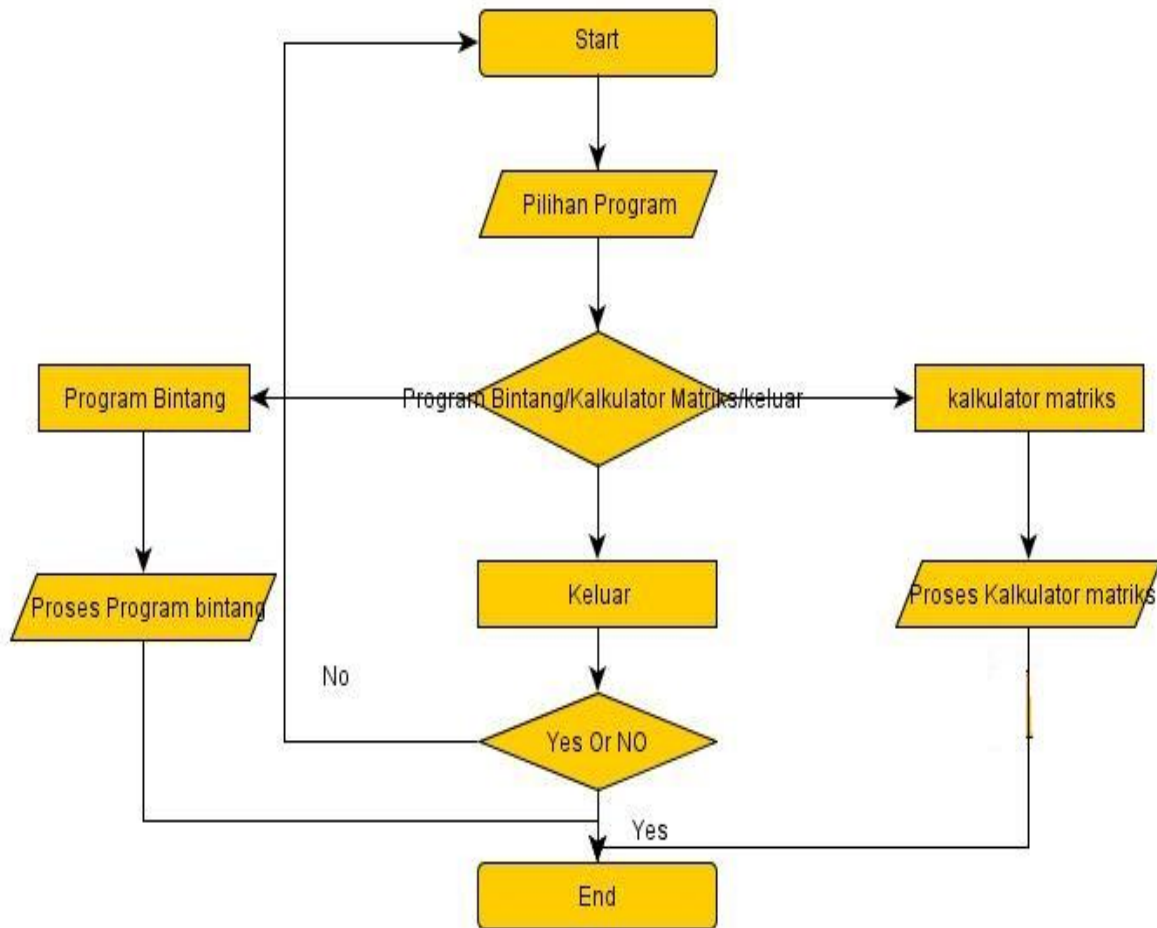 Start
Pilihan Program
Program Bintang
Program Bintang/Kalkulator Matriks/keluar
kalkulator matriks
Proses Program bintang
Keluar
Proses Kalkulator matriks
No
Yes Or NO
Yes
End